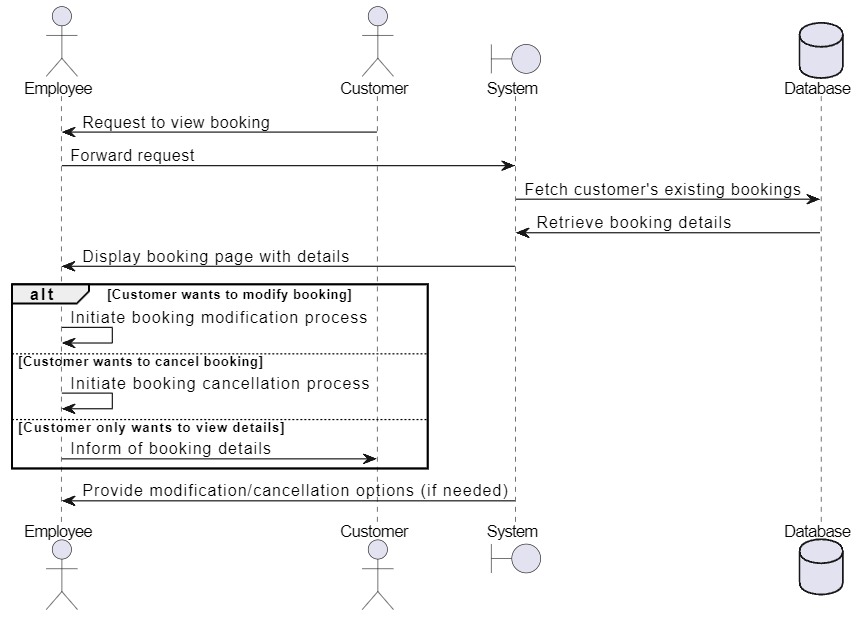 Employee Customer System Database
Request to view booking
Forward request
Fetch customer's existing bookings
Retrieve booking details
Display booking page with details
alt [Customer wants to modify booking]
Initiate booking modification process
[Customer wants to cancel booking]
Initiate booking cancellation process
[Customer only wants to view details]
Inform of booking details
Provide modification/cancellation options (if needed)
Employee Customer System Database